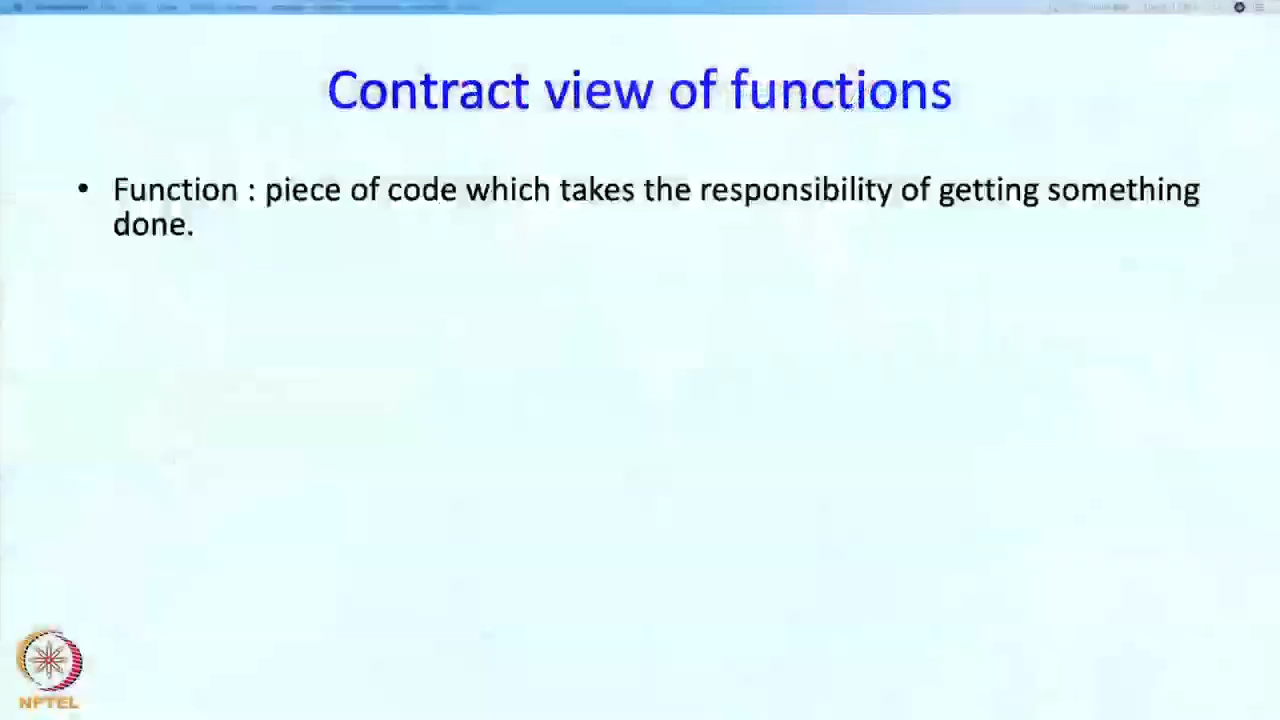 Contract view of functions
• Function : piece of code which takes the responsibility of getting something
done.
NPTEL